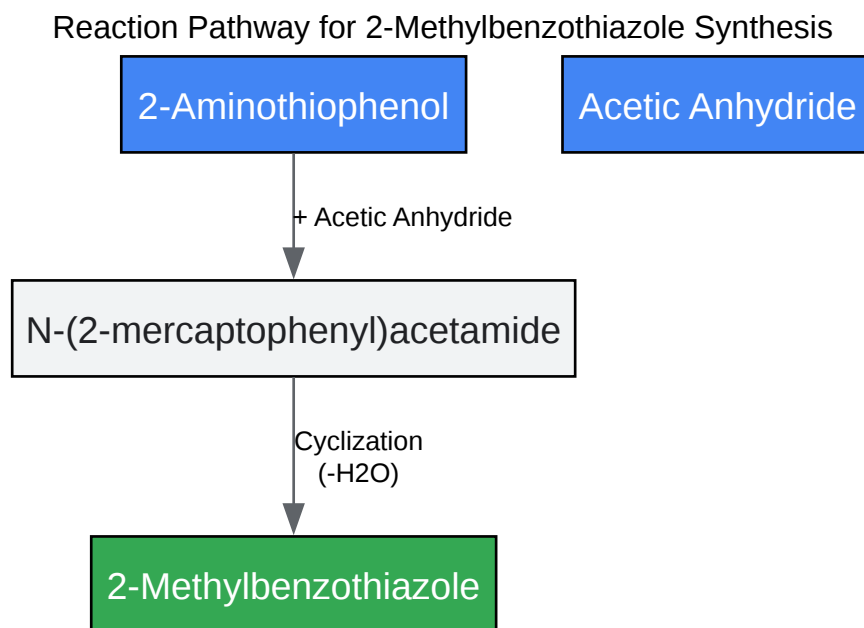 Reaction Pathway for 2-Methylbenzothiazole Synthesis
2-Aminothiophenol
Acetic Anhydride
+ Acetic Anhydride
N-(2-mercaptophenyl)acetamide
Cyclization
(-H2O)
2-Methylbenzothiazole